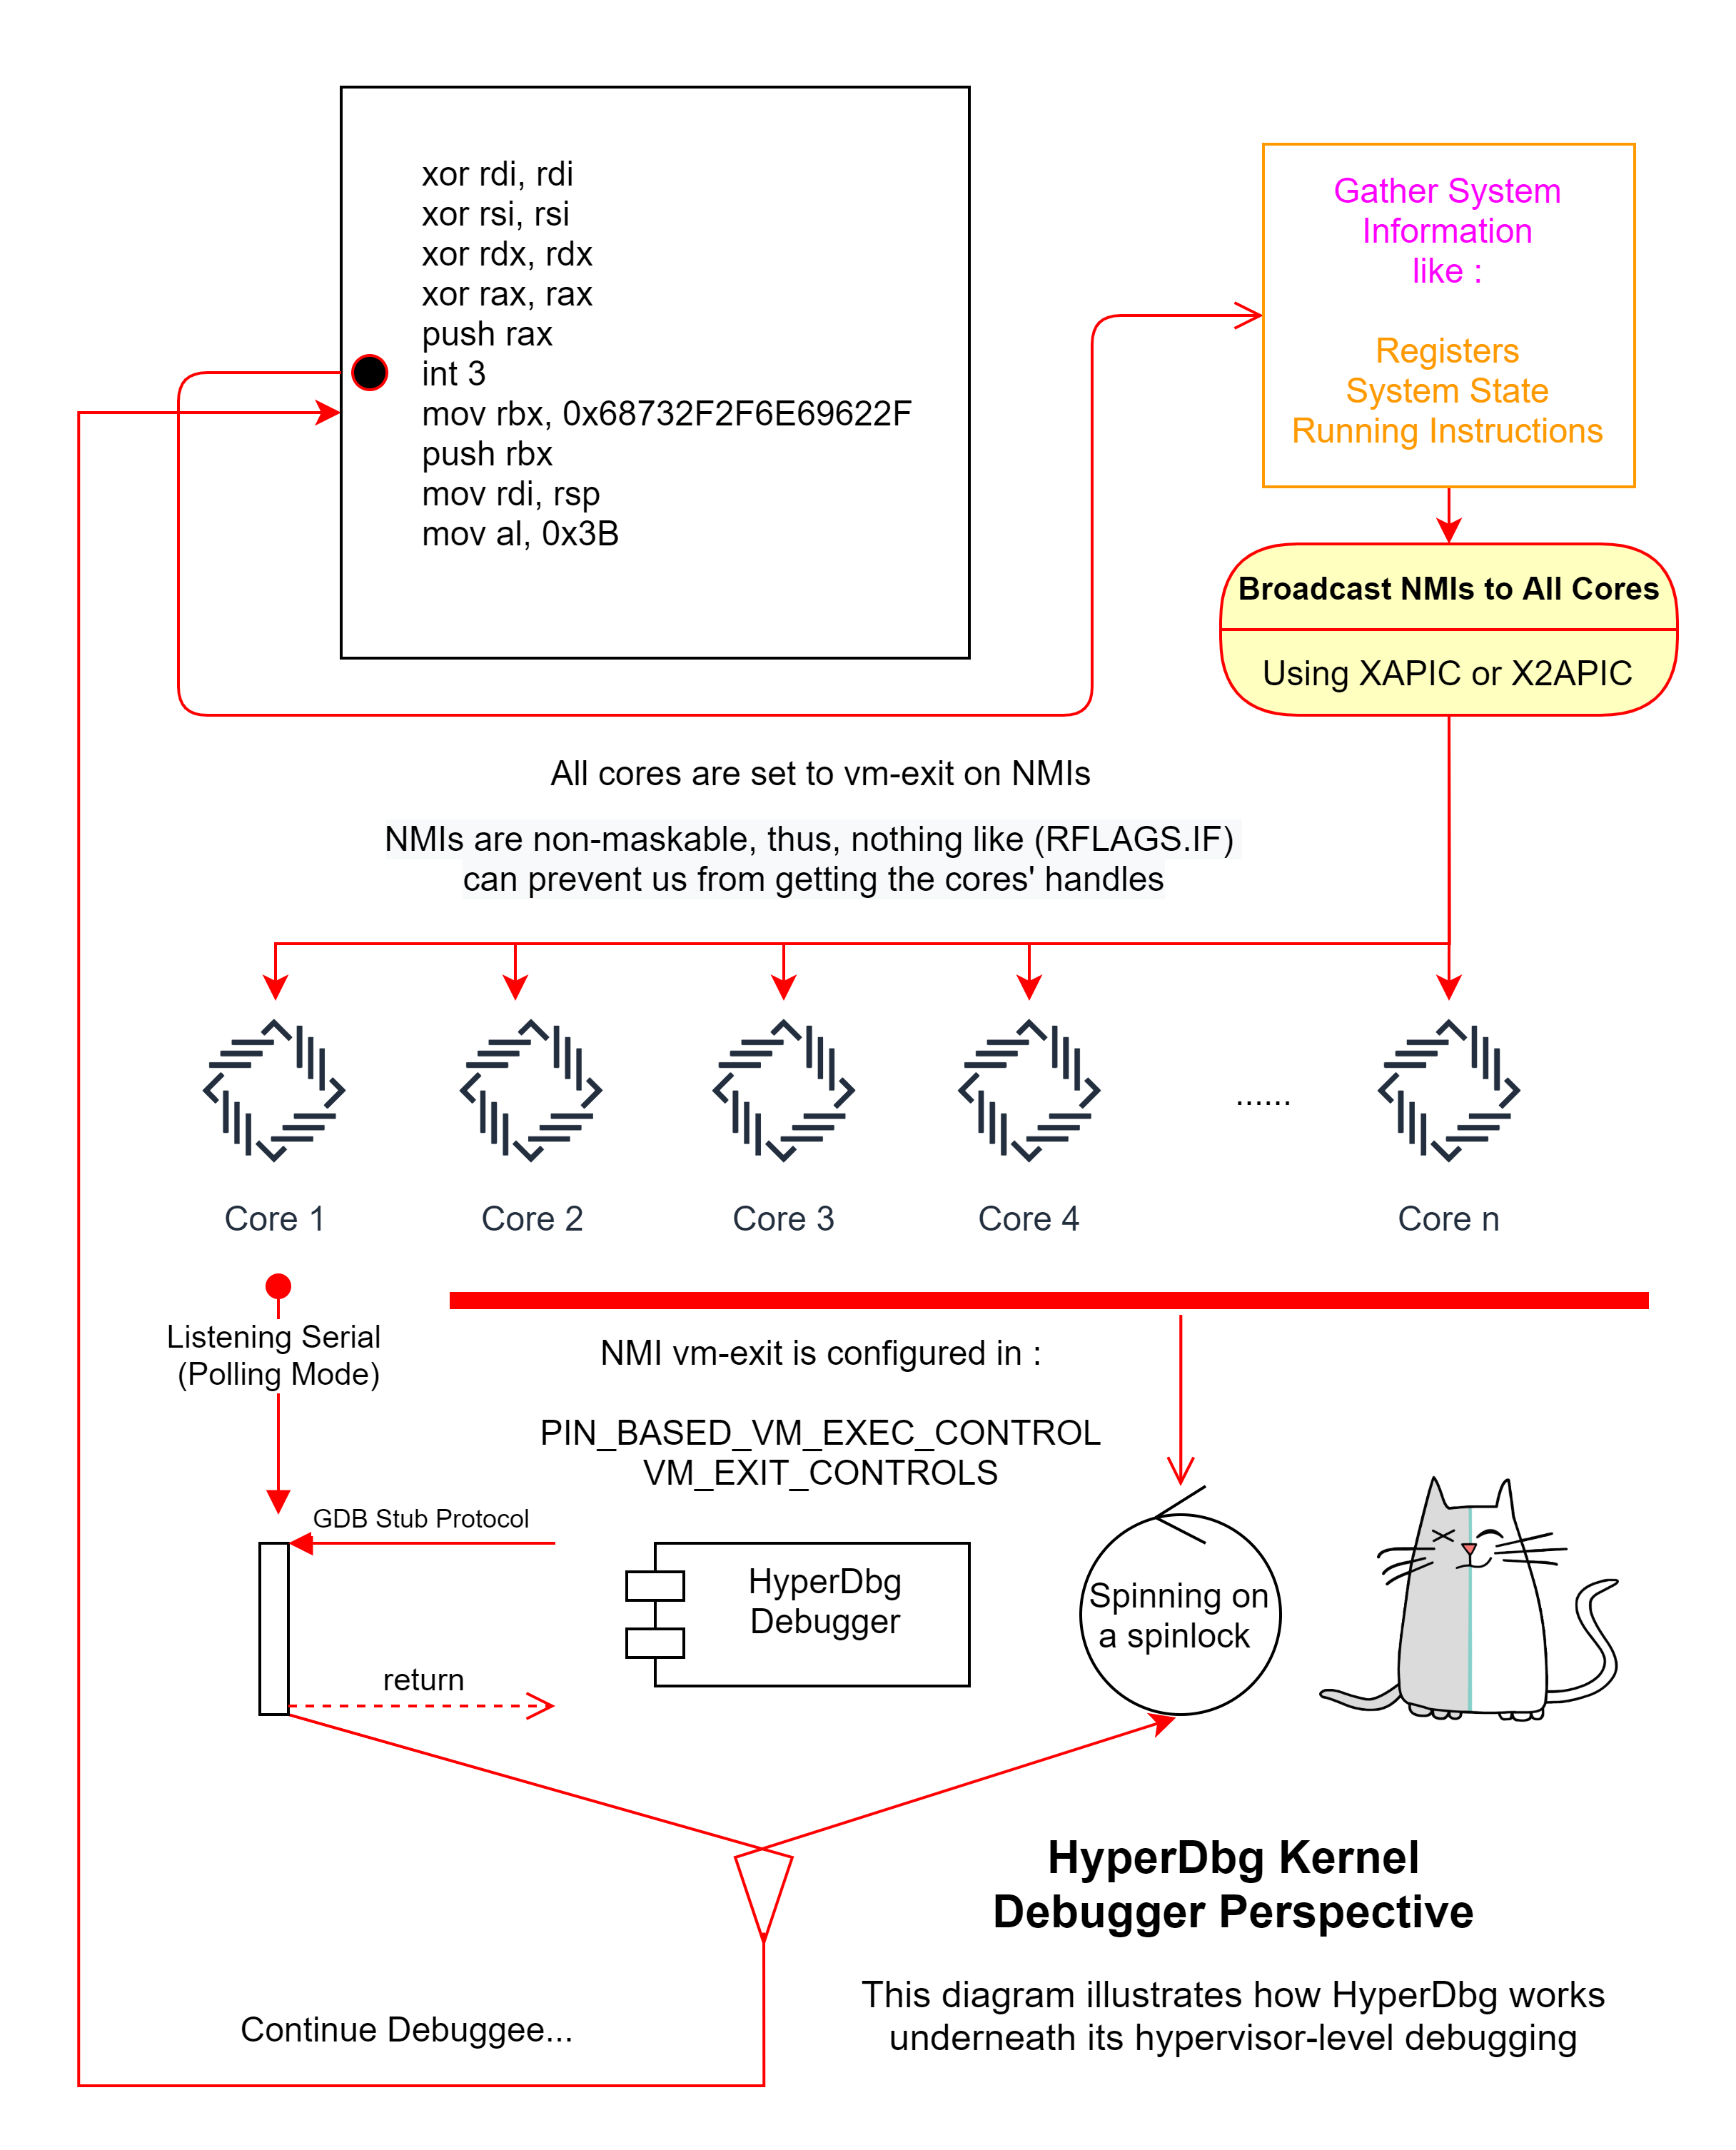 xor rdi, rdi
xor rsi, rsi
xor rdx, rdx
xor rax, rax
push rax
int 3
mov rbx, 0x68732F2F6E69622F
push rbx
mov rdi, rsp
mov al, 0x3B
Gather System
Information
like :
Registers
System State
Running Instructions
Broadcast NMIs to All Cores
Using XAPIC or X2APIC
All cores are set to vm-exit on NMIs
NMIs are non-maskable, thus, nothing like (RFLAGS.IF)
can prevent us from getting the cores' handles
......
Core 1
Core 2
Core 3
Core 4
Core n
Listening Serial
(Polling Mode)
NMI vm-exit is configured in :
PIN_BASED_VM_EXEC_CONTROL
VM_EXIT_CONTROLS
GDB Stub Protocol
return
HyperDbg
Debugger
Spinning on
a spinlock
HyperDbg Kernel
Debugger Perspective
This diagram illustrates how HyperDbg works
underneath its hypervisor-level debugging
Continue Debuggee...